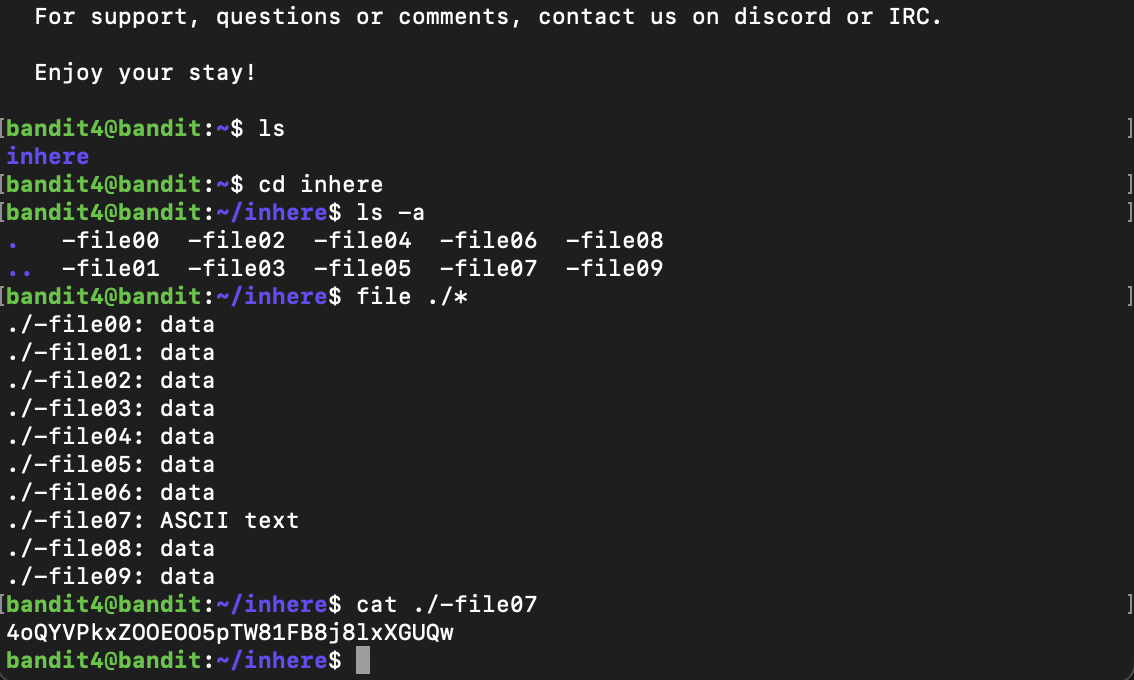 For support, questions or comments, contact us on discord or IRC.
Enjoy your stay!
[bandit4@bandit:~$ ls ]
inhere
[bandit4@bandit:~$ cd inhere ]
[bandit4@bandit:~/inhere$ ls -a ]
. -file00 -file02 -file04 -file06 -file08
.. -file01 -file03 -file05 -file07 -file09
[bandit4@bandit:~/inhere$ file ./* ]
./-file00: data
./-file01: data
./-file02: data
./-file03: data
./-file04: data
./-file05: data
./-file06: data
./-file07: ASCII text
./-file08: data
./-file09: data
[bandit4@bandit:~/inhere$ cat ./-file07 ]
4oQYVPkxZOOEOO5pTW81FB8j8lxXGUQw
bandit4@bandit:~/inhere$